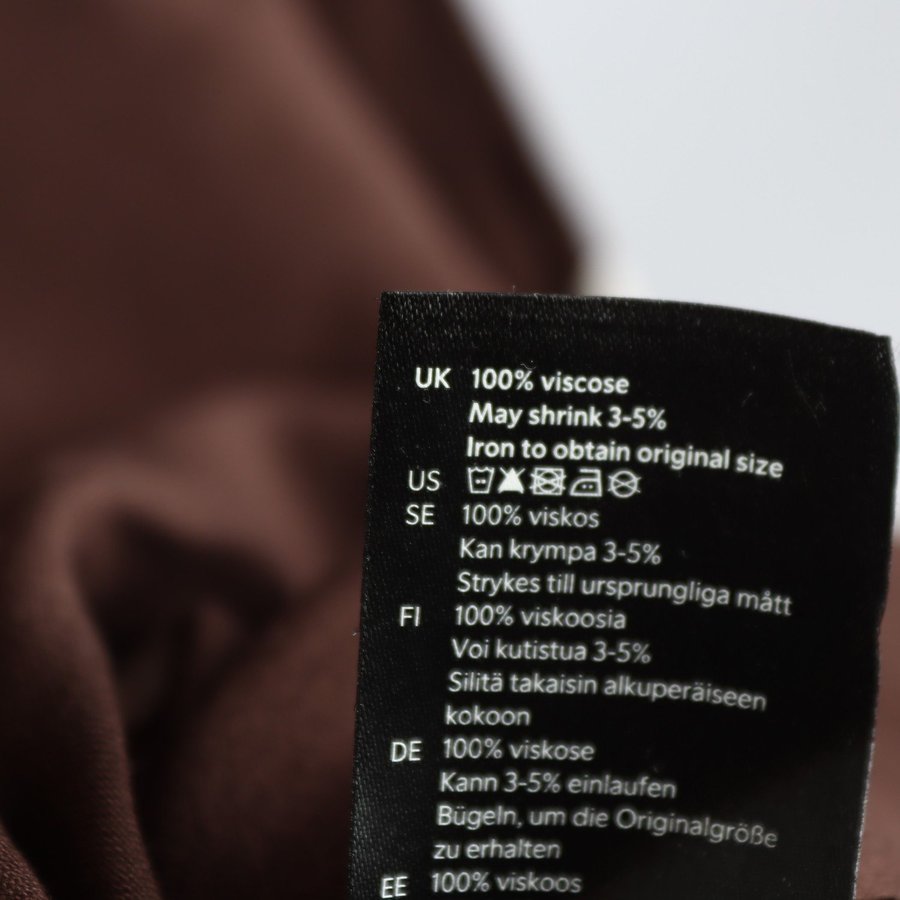 UK 100% viscose
May shrink 3-5%
Iron to obtain original size
US
SE 100% viskos
Kan krympa 3-5%
Strykes till ursprungliga mått
FI 100% viskoosia
Voi kutistua 3-5%
Silitä takaisin alkuperäiseen
kokoon
DE 100% viskose
Kann 3-5% einlaufen
Bügeln, um die Originalgröße
zu erhalten
EE 100% viskoos